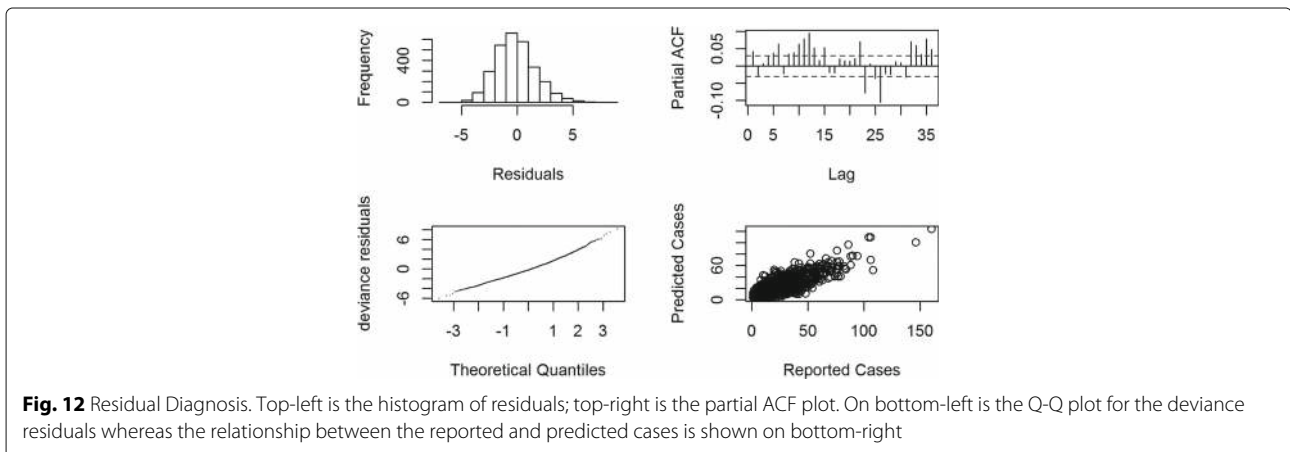 Frequency
0 400
-5 0 5
Residuals
Partial ACF
-0.10 0.05
0 5 15 25 35
Lag
deviance residuals
-6 0 6
-3 -1 1 2 3
Theoretical Quantiles
Predicted Cases
0 60
0 50 100 150
Reported Cases
Fig. 12 Residual Diagnosis. Top-left is the histogram of residuals; top-right is the partial ACF plot. On bottom-left is the Q-Q plot for the deviance
residuals whereas the relationship between the reported and predicted cases is shown on bottom-right